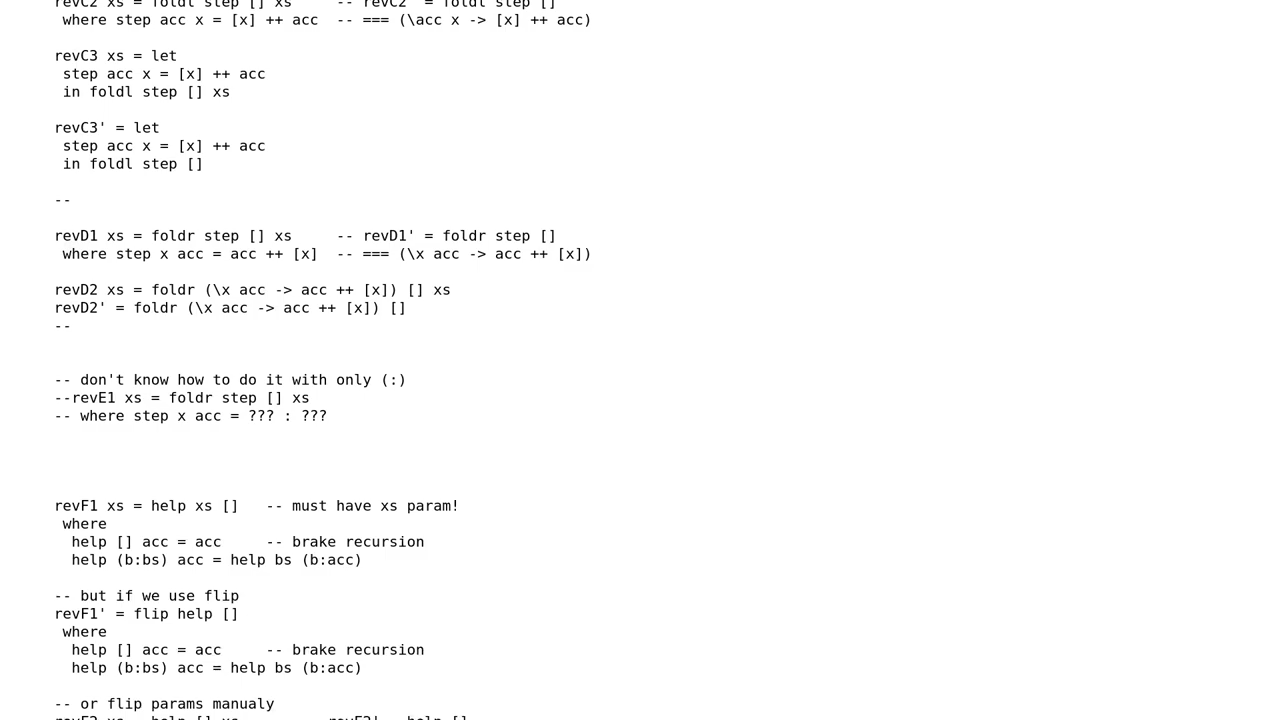 revC2 xs = foldl step [] xs     -- revC2' = foldl step []
 where step acc x = [x] ++ acc  -- === (\acc x -> [x] ++ acc)

revC3 xs = let
 step acc x = [x] ++ acc
 in foldl step [] xs

revC3' = let
 step acc x = [x] ++ acc
 in foldl step []

--

revD1 xs = foldr step [] xs     -- revD1' = foldr step []
 where step x acc = acc ++ [x]  -- === (\x acc -> acc ++ [x])

revD2 xs = foldr (\x acc -> acc ++ [x]) [] xs
revD2' = foldr (\x acc -> acc ++ [x]) []
--

-- don't know how to do it with only (:)
--revE1 xs = foldr step [] xs
-- where step x acc = ??? : ???

revF1 xs = help xs []   -- must have xs param!
 where
  help [] acc = acc     -- brake recursion
  help (b:bs) acc = help bs (b:acc)

-- but if we use flip
revF1' = flip help []
 where
  help [] acc = acc     -- brake recursion
  help (b:bs) acc = help bs (b:acc)

-- or flip params manualy
revF2 xs = help [] xs          -- revF2' = help []